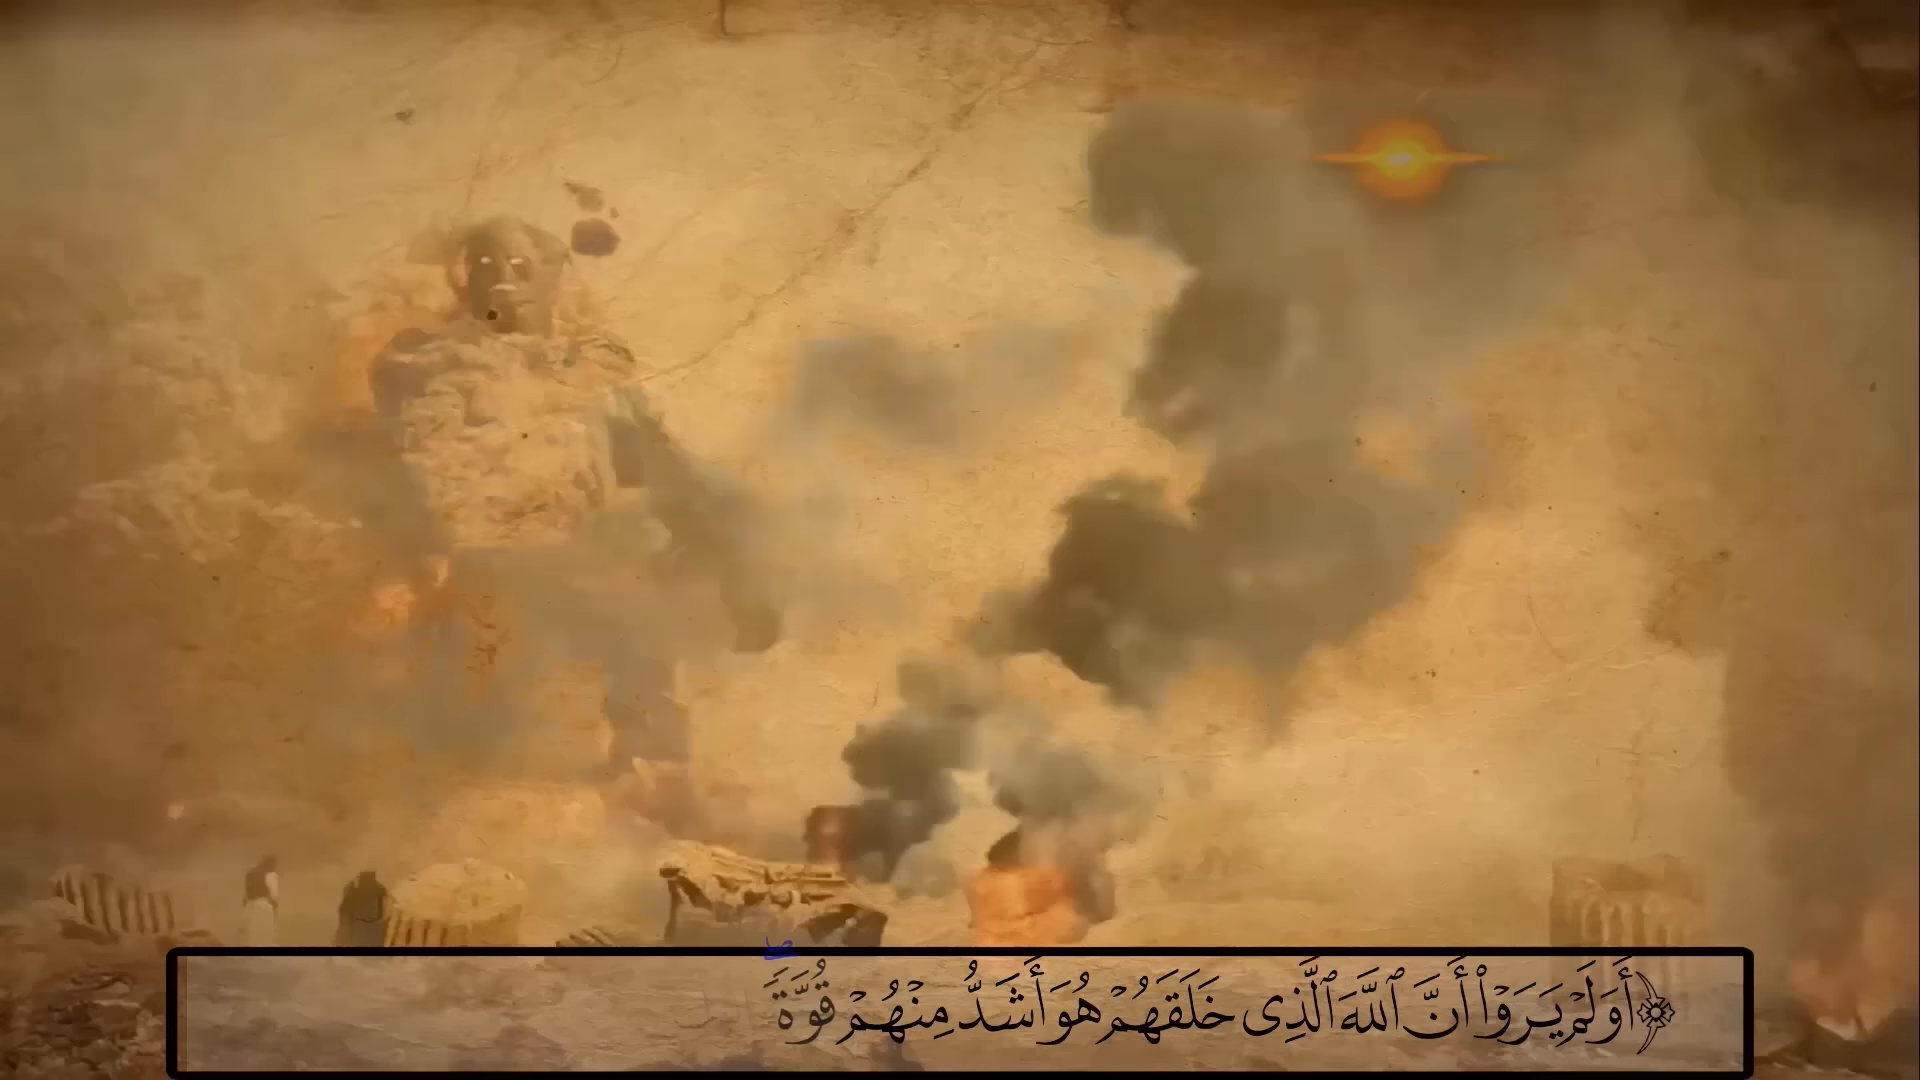 ﴿أَوَلَمْ يَرَوْا۟ أَنَّ ٱللَّهَ ٱلَّذِى خَلَقَهُمْ هُوَ أَشَدُّ مِنْهُمْ قُوَّةًۖ